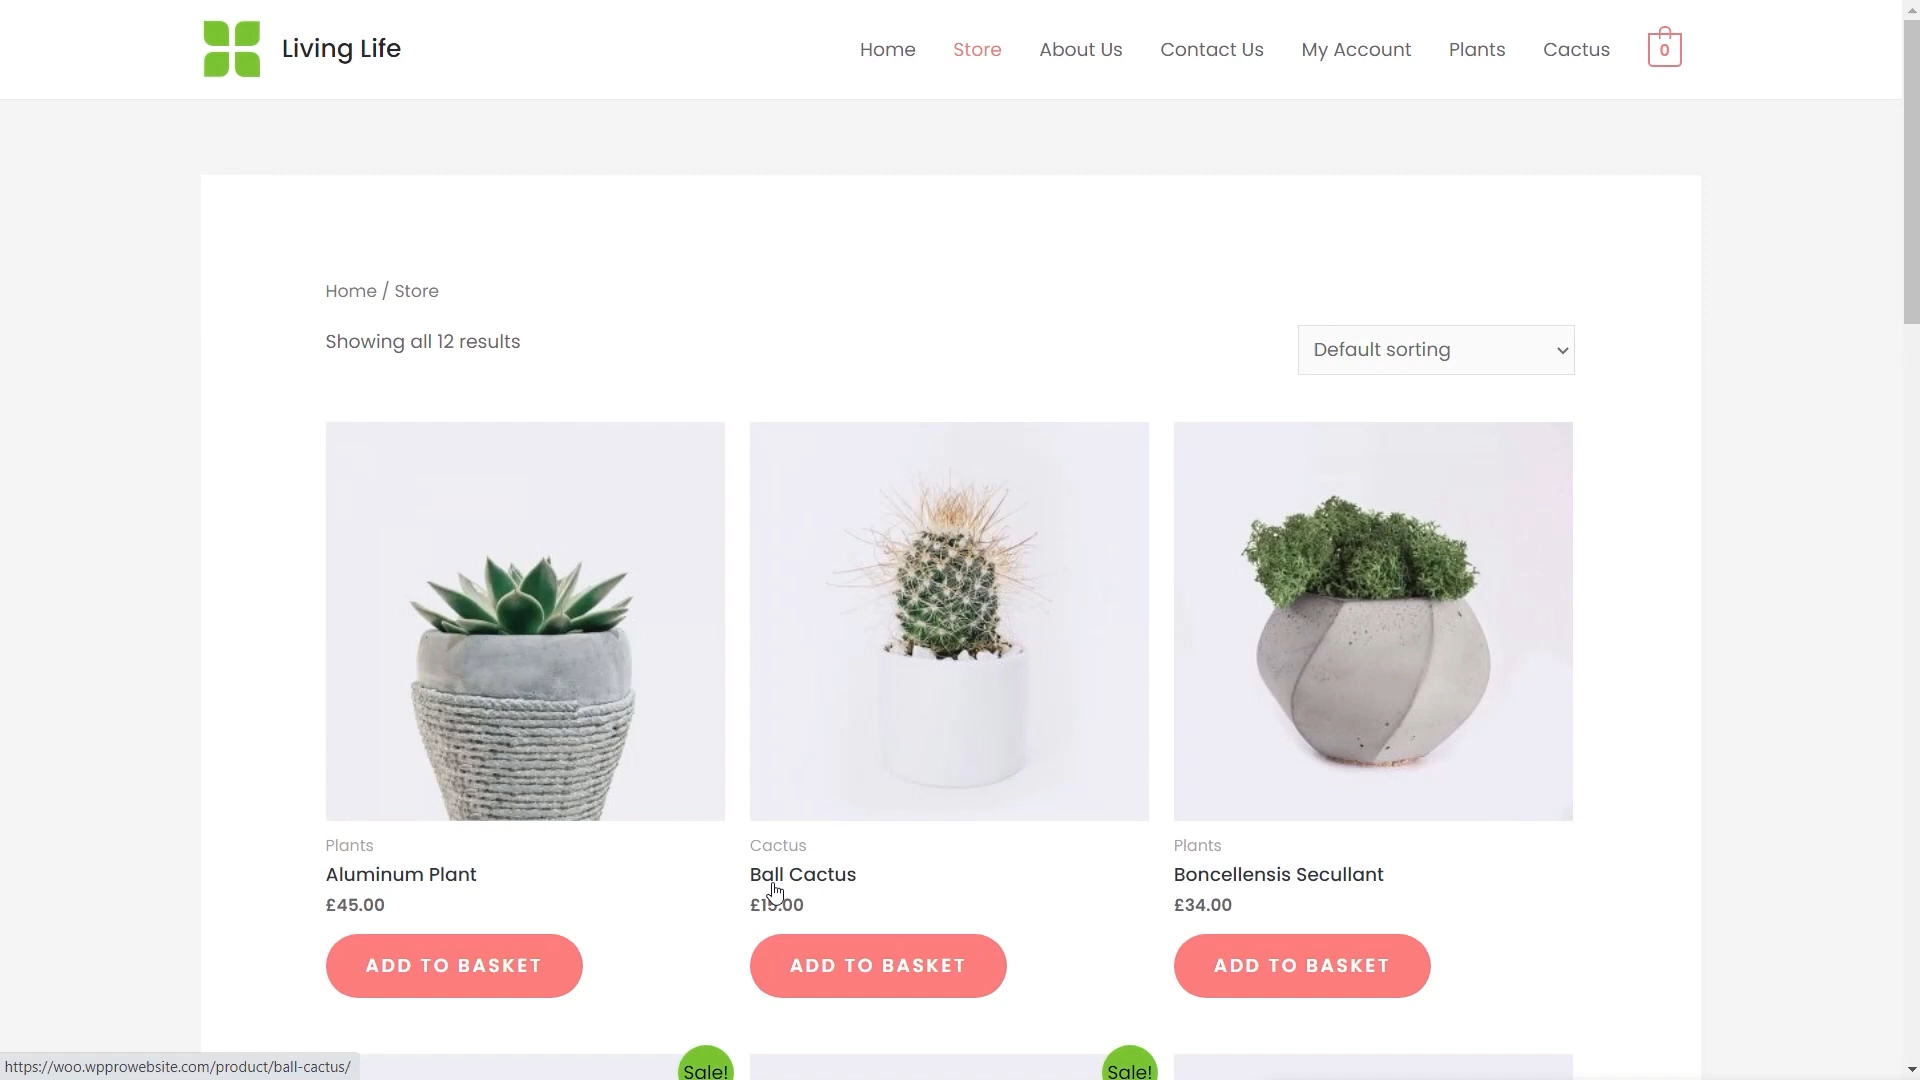 Living Life
Home Store About Us Contact Us My Account Plants Cactus 0
Home / Store
Showing all 12 results
Default sorting
Plants Cactus Plants
Aluminum Plant Ball Cactus Boncellensis Secullant
£45.00 £15.00 £34.00
ADD TO BASKET ADD TO BASKET ADD TO BASKET
Sale! Sale!
https://woo.wpprowebsite.com/product/ball-cactus/